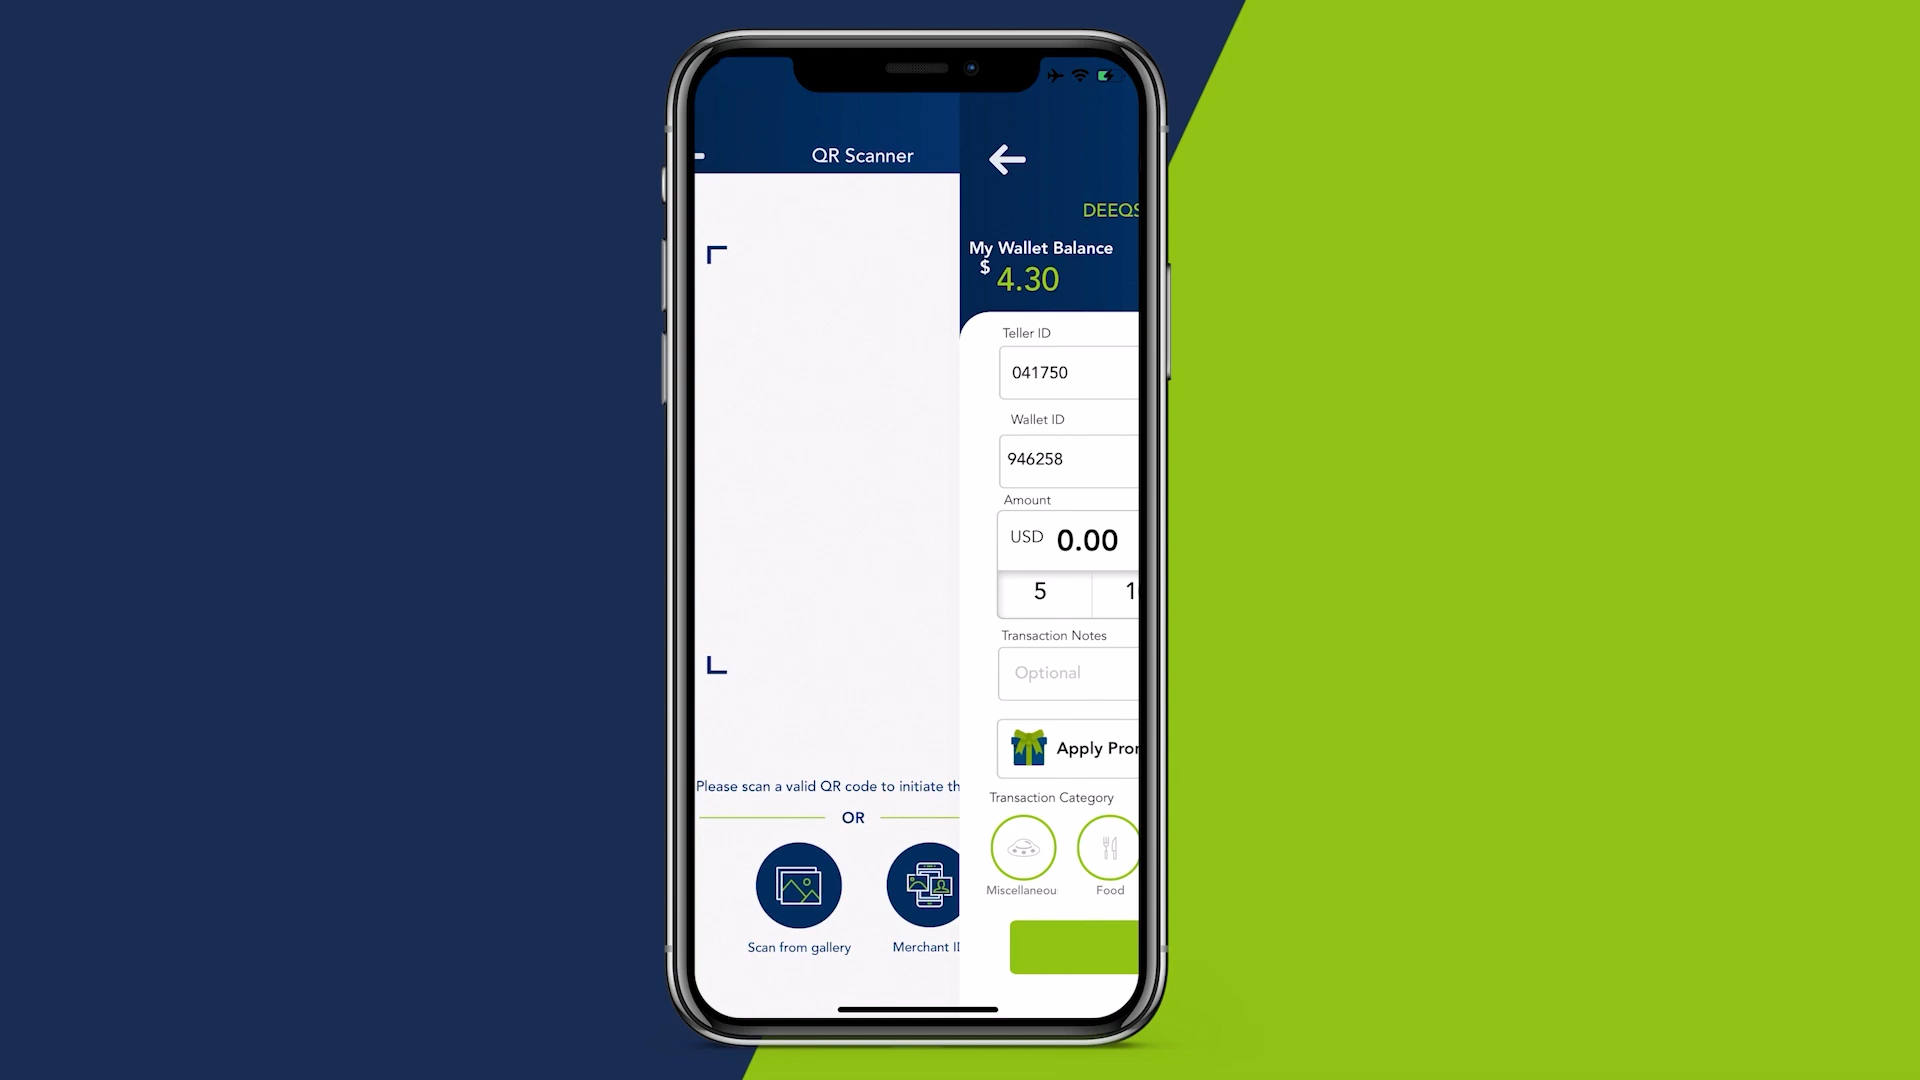 QR Scanner
Please scan a valid QR code to initiate th
OR
Scan from gallery
Merchant ID
DEEQS
My Wallet Balance
$ 4.30
Teller ID
041750
Wallet ID
946258
Amount
USD 0.00
5
Transaction Notes
Optional
Apply Pro
Transaction Category
Miscellaneou
Food